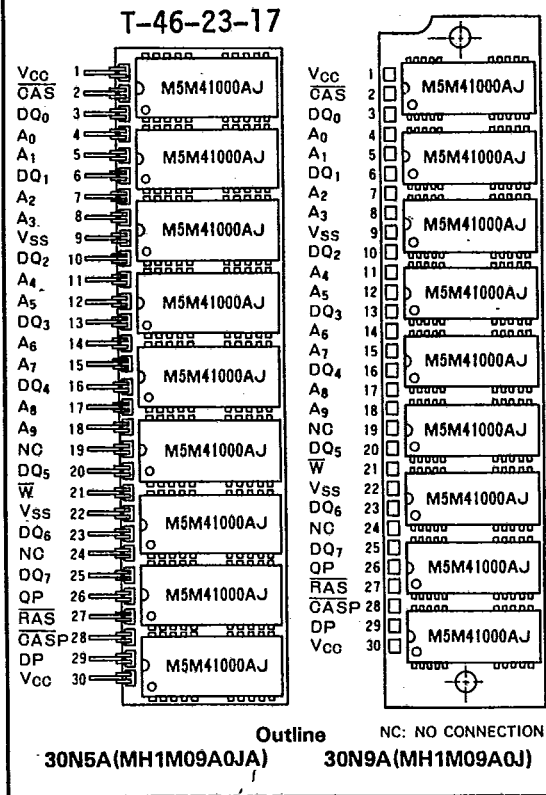 T-46-23-17
VCC 1 M5M41000AJ
CAS 2
DQ0 3
A0 4
A1 5 M5M41000AJ
DQ1 6
A2 7
A3 8 M5M41000AJ
VSS 9
DQ2 10
A4 11
A5 12 M5M41000AJ
DQ3 13
A6 14
A7 15 M5M41000AJ
DQ4 16
A8 17
A9 18 M5M41000AJ
NC 19
DQ5 20
W 21
VSS 22 M5M41000AJ
DQ6 23
NC 24
DQ7 25 M5M41000AJ
QP 26
RAS 27
CASP 28
DP 29 M5M41000AJ
VCC 30
VCC 1 M5M41000AJ
CAS 2
DQ0 3
A0 4
A1 5 M5M41000AJ
DQ1 6
A2 7
A3 8 M5M41000AJ
VSS 9
DQ2 10
A4 11
A5 12 M5M41000AJ
DQ3 13
A6 14
A7 15 M5M41000AJ
DQ4 16
A8 17
A9 18
NC 19 M5M41000AJ
DQ5 20
W 21
VSS 22 M5M41000AJ
DQ6 23
NC 24
DQ7 25 M5M41000AJ
QP 26
RAS 27
CASP 28
DP 29 M5M41000AJ
VCC 30
Outline NC: NO CONNECTION
30N5A(MH1M09A0JA) 30N9A(MH1M09A0J)